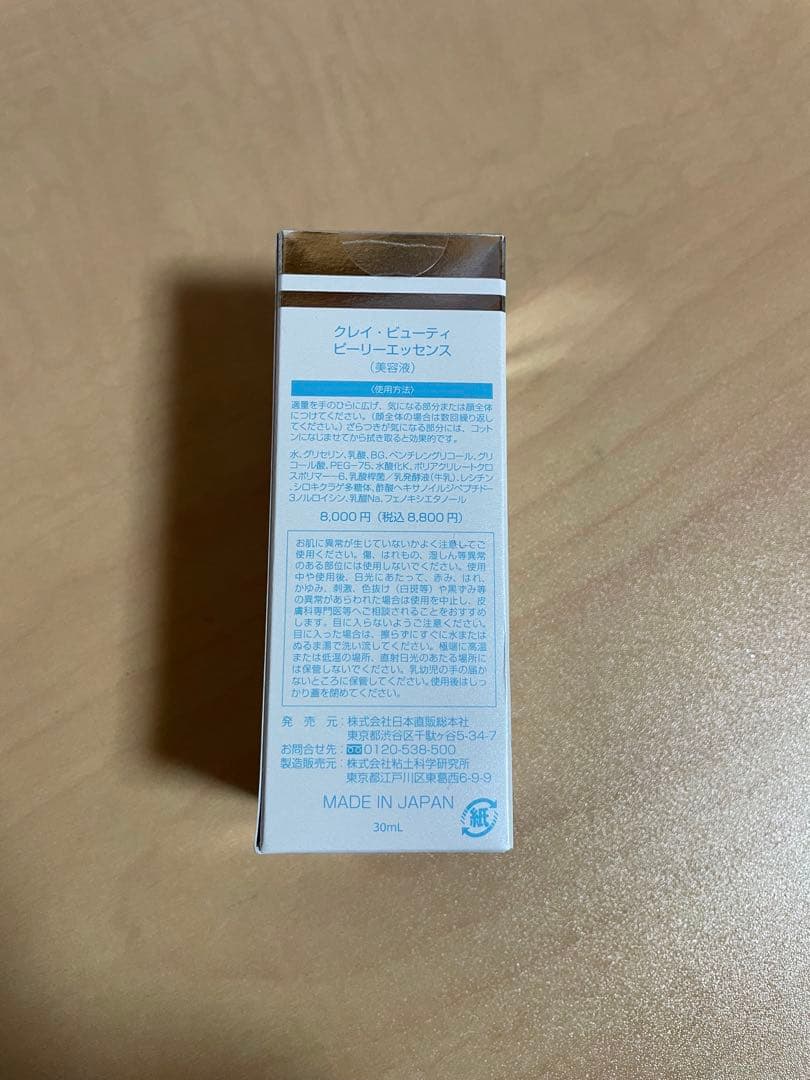 クレイ・ビューティ
ピーリーエッセンス
（美容液）
〈使用方法〉
適量を手のひらに広げ、気になる部分または顔全体
につけてください。（顔全体の場合は数回繰り返し
てください。）ざらつきが気になる部分には、コット
ンになじませてから拭き取ると効果的です。
水、グリセリン、乳酸、BG、ペンチレングリコール、グリ
コール酸、PEG-75、水酸化K、ポリアクリレートクロ
スポリマー-6、乳酸桿菌／乳発酵液（牛乳）、レシチン
、シロキクラゲ多糖体、酢酸ヘキサノイルジペプチド-
3ノルロイシン、乳酸Na、フェノキシエタノール
8,000円（税込8,800円）
お肌に異常が生じていないかよく注意してご
使用ください。傷、はれもの、湿しん等異常
のある部位には使用しないでください。使用
中や使用後、日光にあたって、赤み、はれ、
かゆみ、刺激、色抜け（白斑等）や黒ずみ等
の異常があらわれた場合は使用を中止し、皮
膚科専門医等へご相談されることをおすすめ
します。目に入らないようご注意ください。
目に入った場合は、擦らずにすぐに水または
ぬるま湯で洗い流してください。極端に高温
または低温の場所、直射日光のあたる場所に
は保管しないでください。乳幼児の手の届か
ないところに保管してください。使用後はしっ
かり蓋を閉めてください。
発売元：株式会社日本直販総本社
東京都渋谷区千駄ヶ谷5-34-7
お問合せ先：0120-538-500
製造販売元：株式会社粘土科学研究所
東京都江戸川区東葛西6-9-9
MADE IN JAPAN
紙
30mL